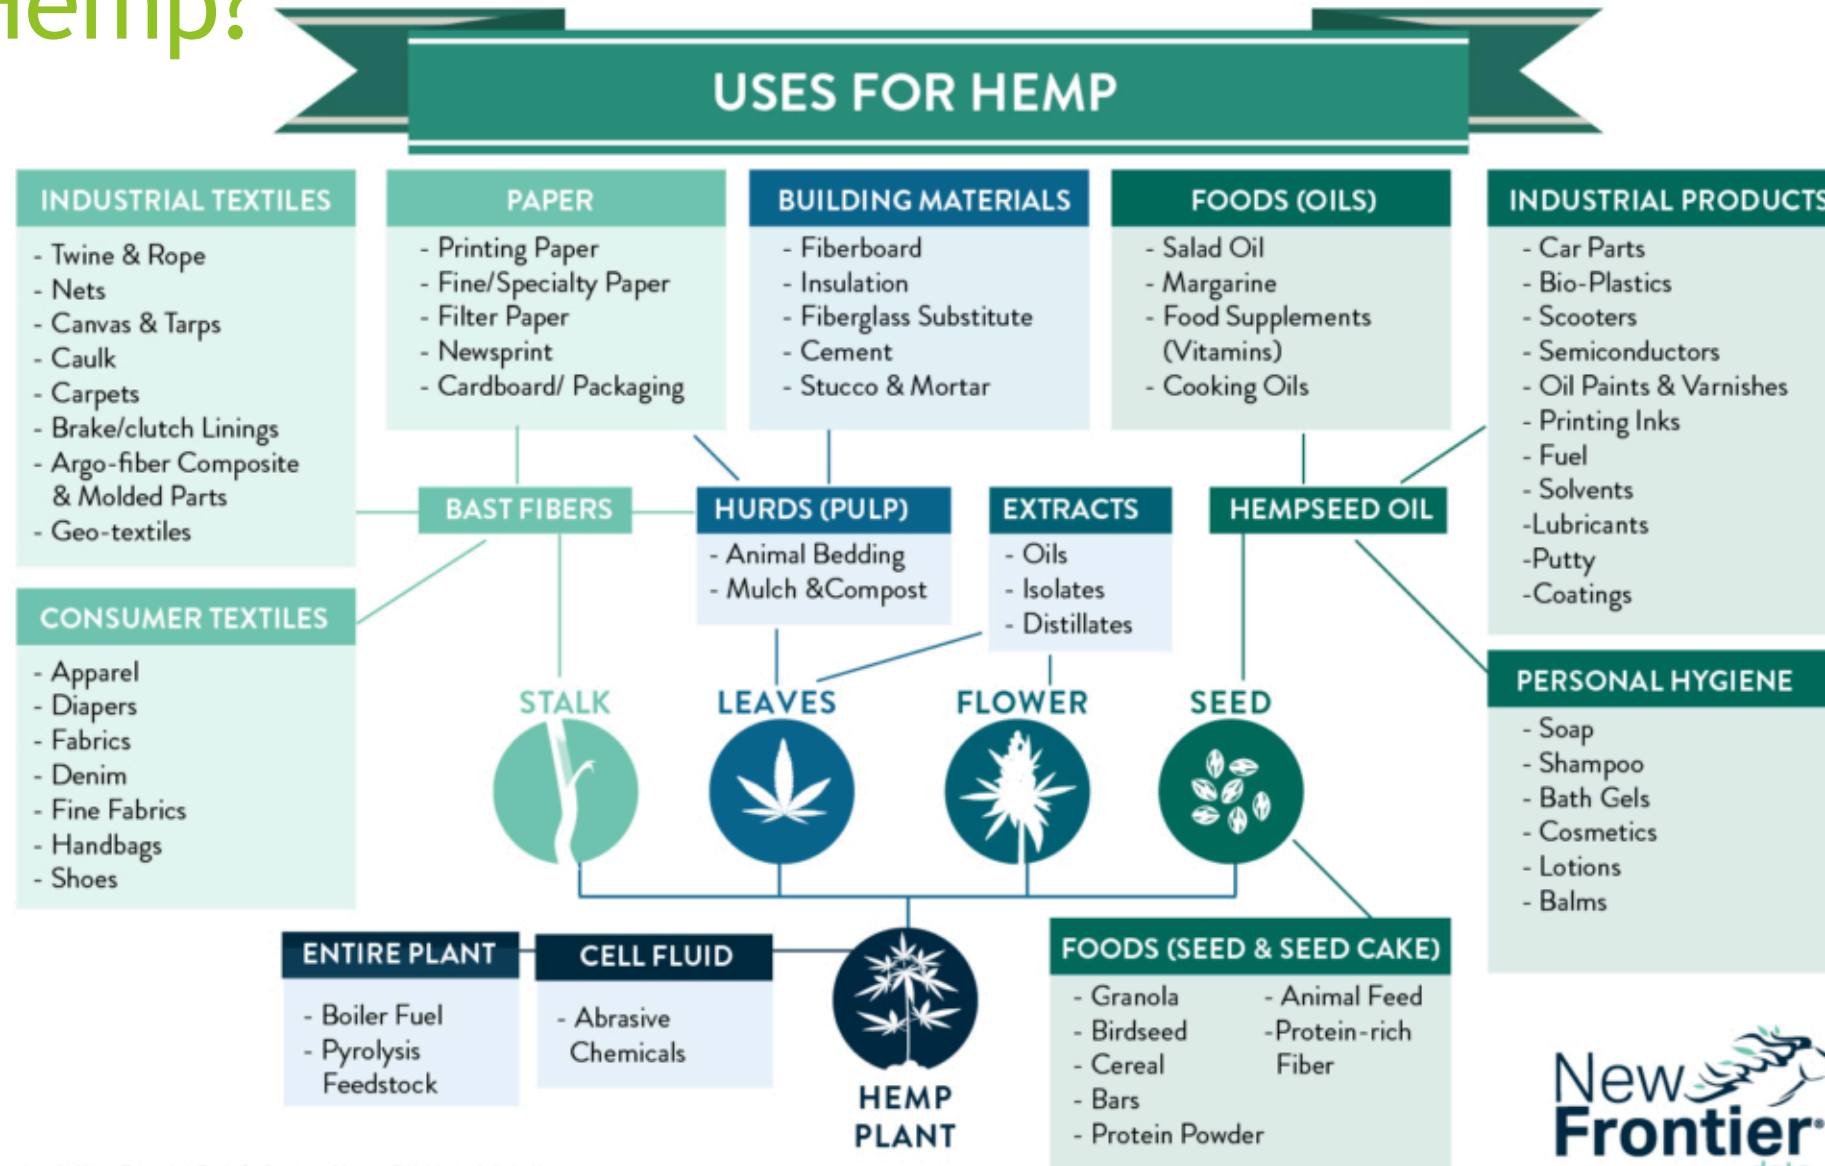 Hemp?
USES FOR HEMP
INDUSTRIAL TEXTILES
- Twine & Rope
- Nets
- Canvas & Tarps
- Caulk
- Carpets
- Brake/clutch Linings
- Argo-fiber Composite
& Molded Parts
- Geo-textiles
PAPER
- Printing Paper
- Fine/Specialty Paper
- Filter Paper
- Newsprint
- Cardboard/ Packaging
BUILDING MATERIALS
- Fiberboard
- Insulation
- Fiberglass Substitute
- Cement
- Stucco & Mortar
FOODS (OILS)
- Salad Oil
- Margarine
- Food Supplements
(Vitamins)
- Cooking Oils
INDUSTRIAL PRODUCTS
- Car Parts
- Bio-Plastics
- Scooters
- Semiconductors
- Oil Paints & Varnishes
- Printing Inks
- Fuel
- Solvents
-Lubricants
-Putty
-Coatings
BAST FIBERS
HURDS (PULP)
- Animal Bedding
- Mulch &Compost
EXTRACTS
- Oils
- Isolates
- Distillates
HEMPSEED OIL
CONSUMER TEXTILES
- Apparel
- Diapers
- Fabrics
- Denim
- Fine Fabrics
- Handbags
- Shoes
PERSONAL HYGIENE
- Soap
- Shampoo
- Bath Gels
- Cosmetics
- Lotions
- Balms
STALK
LEAVES
FLOWER
SEED
ENTIRE PLANT
- Boiler Fuel
- Pyrolysis
Feedstock
CELL FLUID
- Abrasive
Chemicals
HEMP
PLANT
FOODS (SEED & SEED CAKE)
- Granola
- Birdseed
- Cereal
- Bars
- Protein Powder
- Animal Feed
-Protein-rich
Fiber
New
Frontier